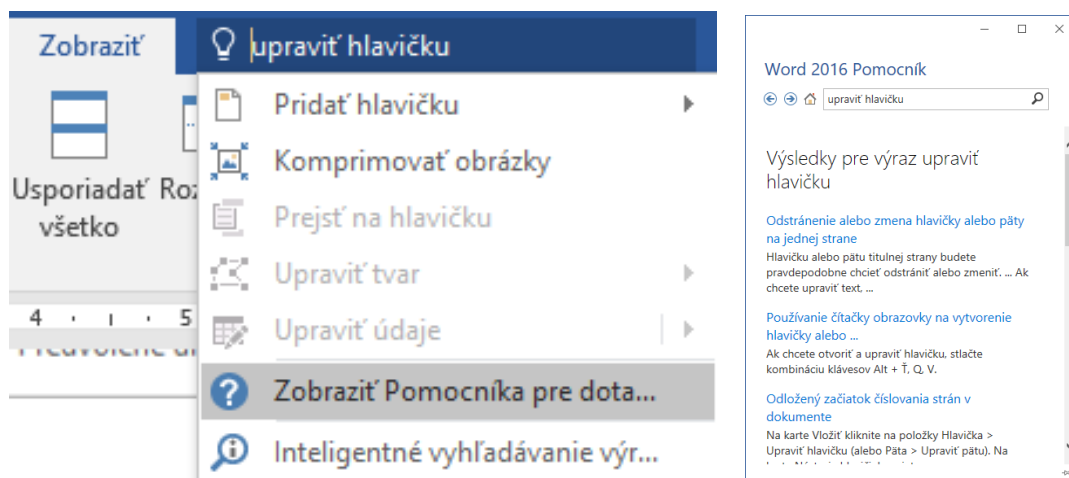 Zobraziť
upraviť hlavičku
Usporiadať
všetko
4 · ı · 5
Pridať hlavičku
Komprimovať obrázky
Prejsť na hlavičku
Upraviť tvar
Upraviť údaje
Zobraziť Pomocníka pre dota...
Inteligentné vyhľadávanie výr...
Word 2016 Pomocník
upraviť hlavičku
Výsledky pre výraz upraviť
hlavičku
Odstránenie alebo zmena hlavičky alebo päty
na jednej strane
Hlavičku alebo pätu titulnej strany budete
pravdepodobne chcieť odstrániť alebo zmeniť. ... Ak
chcete upraviť text, ...
Používanie čítačky obrazovky na vytvorenie
hlavičky alebo ...
Ak chcete otvoriť a upraviť hlavičku, stlačte
kombináciu klávesov Alt + Ť, Q, V.
Odložený začiatok číslovania strán v
dokumente
Na karte Vložiť kliknite na položky Hlavička >
Upraviť hlavičku (alebo Päta > Upraviť pätu). Na